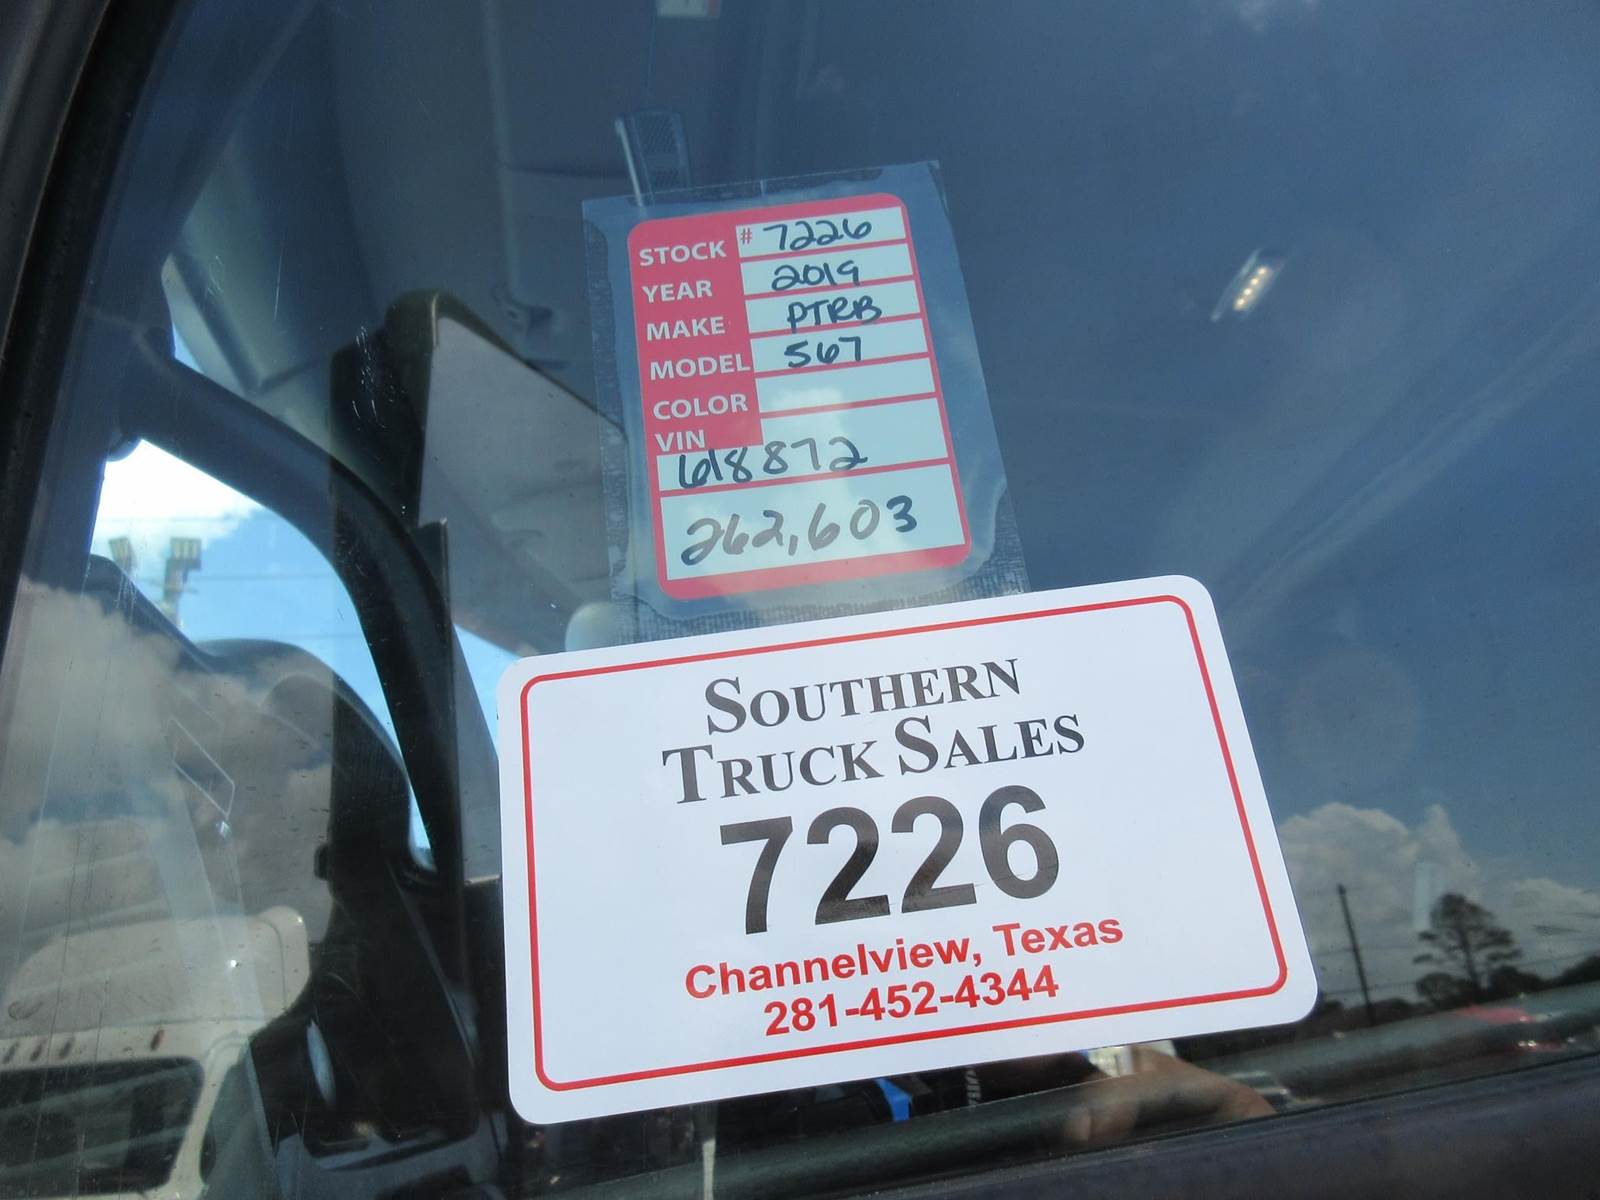 STOCK # 7226
YEAR 2019
MAKE PTRB
MODEL 567
COLOR
VIN
618872
262,603
SOUTHERN
TRUCK SALES
7226
Channelview, Texas
281-452-4344